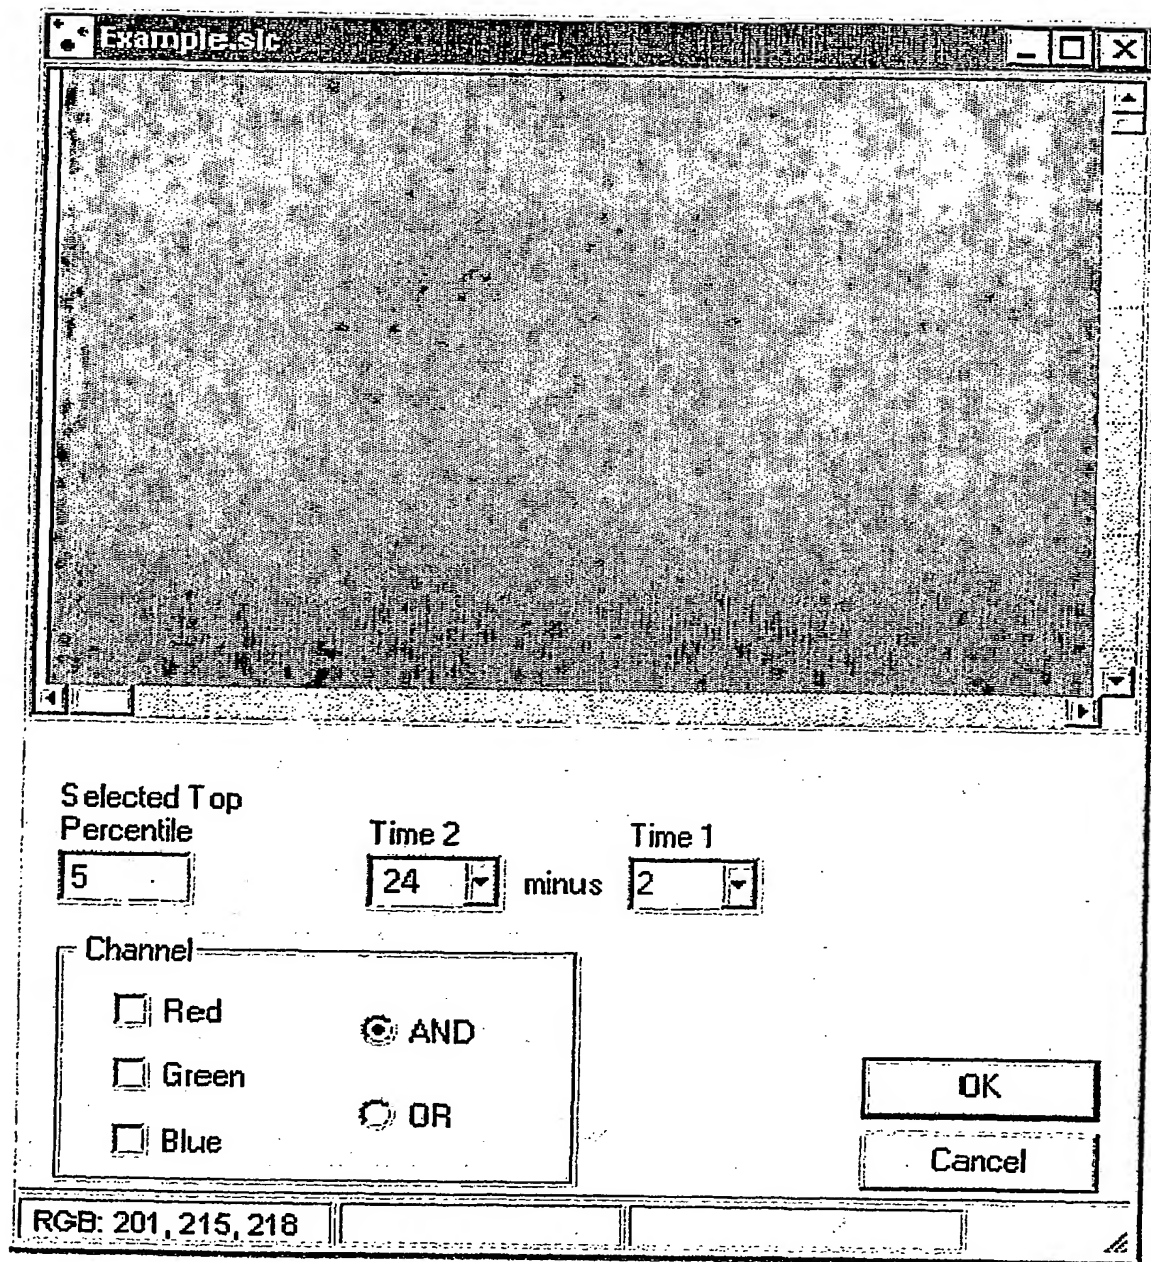 Example.slc
Selected Top
Percentile
5
Time 2
24
minus
Time 1
2
Channel
Red
Green
Blue
AND
OR
OK
Cancel
RGB: 201, 215, 218